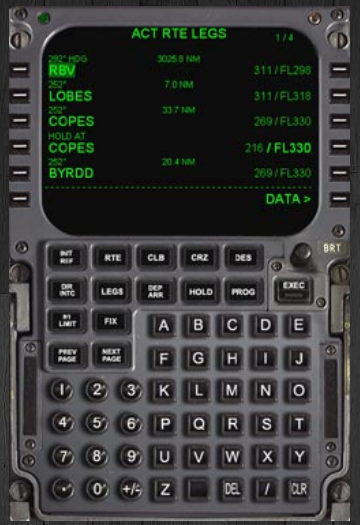 ACT RTE LEGS 1/4
292° HDG 3025.9 NM
RBV 311/FL298
252° 7.0 NM
LOBES 311/FL318
252° 33.7 NM
COPES 269/FL330
HOLD AT
COPES 216/FL330
252° 20.4 NM
BYRDD 269/FL330
DATA >
BRT
INIT REF RTE CLB CRZ DES
DIR INTC LEGS DEP ARR HOLD PROG EXEC
N1 LIMIT FIX
PREV PAGE NEXT PAGE
A B C D E
F G H I J
1 2 3 K L M N O
4 5 6 P Q R S T
7 8 9 U V W X Y
. 0 +/- Z DEL / CLR